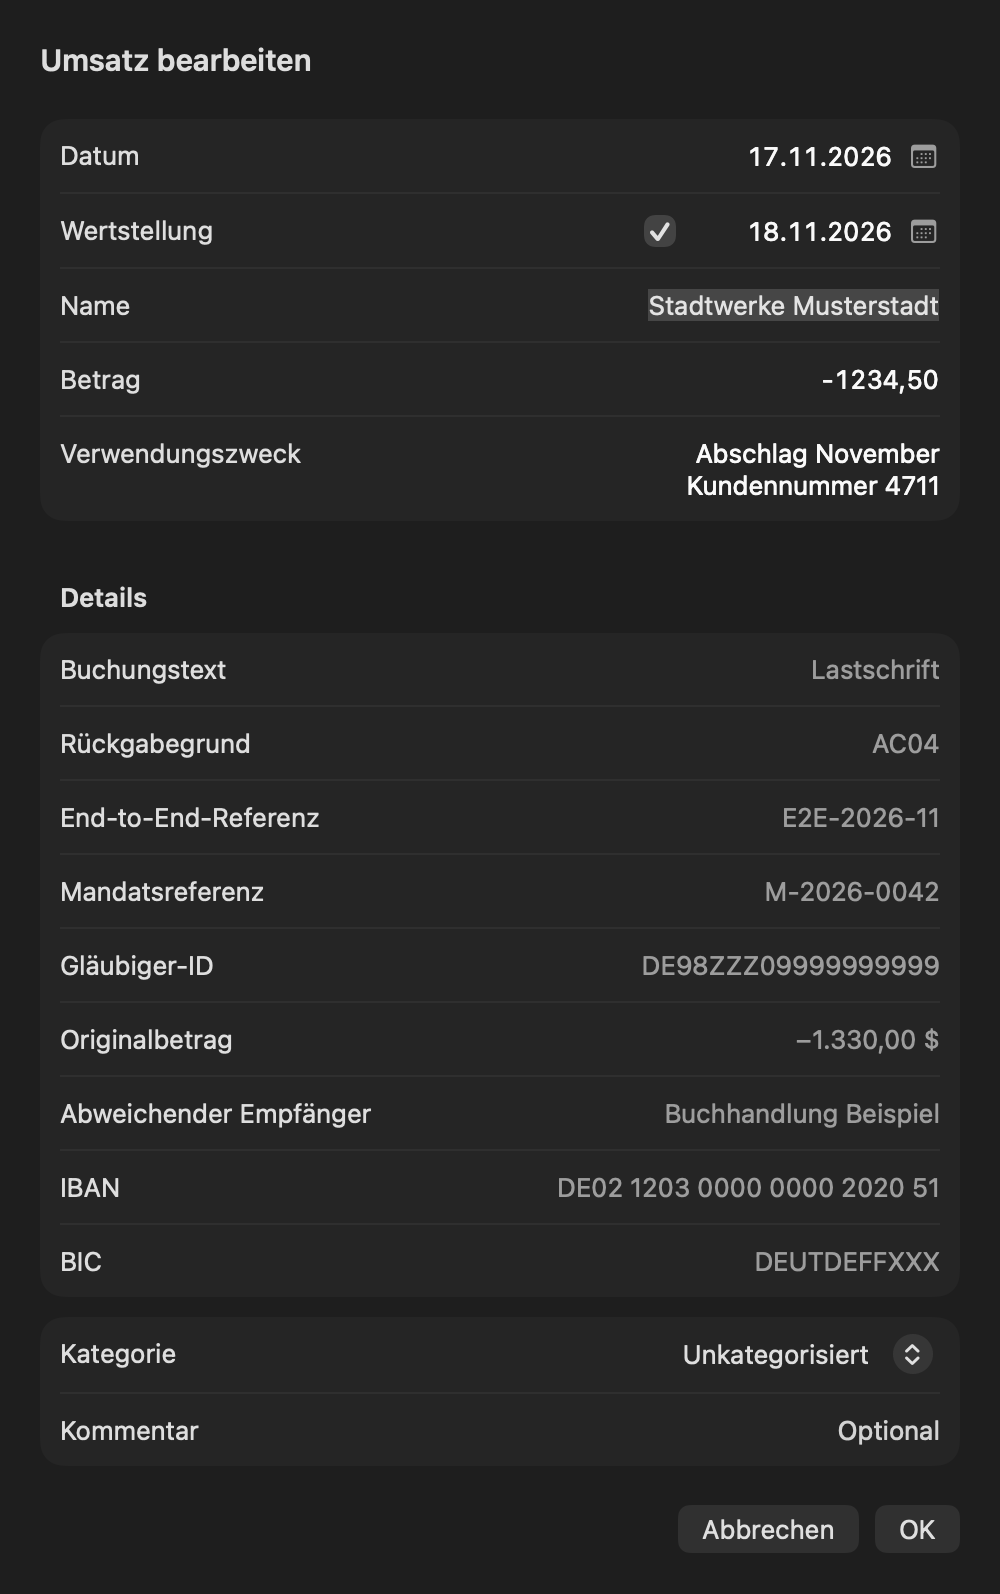 Umsatz bearbeiten
Datum 17.11.2026
Wertstellung 18.11.2026
Name Stadtwerke Musterstadt
Betrag -1234,50
Verwendungszweck Abschlag November
Kundennummer 4711
Details
Buchungstext Lastschrift
Rückgabegrund AC04
End-to-End-Referenz E2E-2026-11
Mandatsreferenz M-2026-0042
Gläubiger-ID DE98ZZZ09999999999
Originalbetrag −1.330,00 $
Abweichender Empfänger Buchhandlung Beispiel
IBAN DE02 1203 0000 0000 2020 51
BIC DEUTDEFFXXX
Kategorie Unkategorisiert
Kommentar Optional
Abbrechen OK